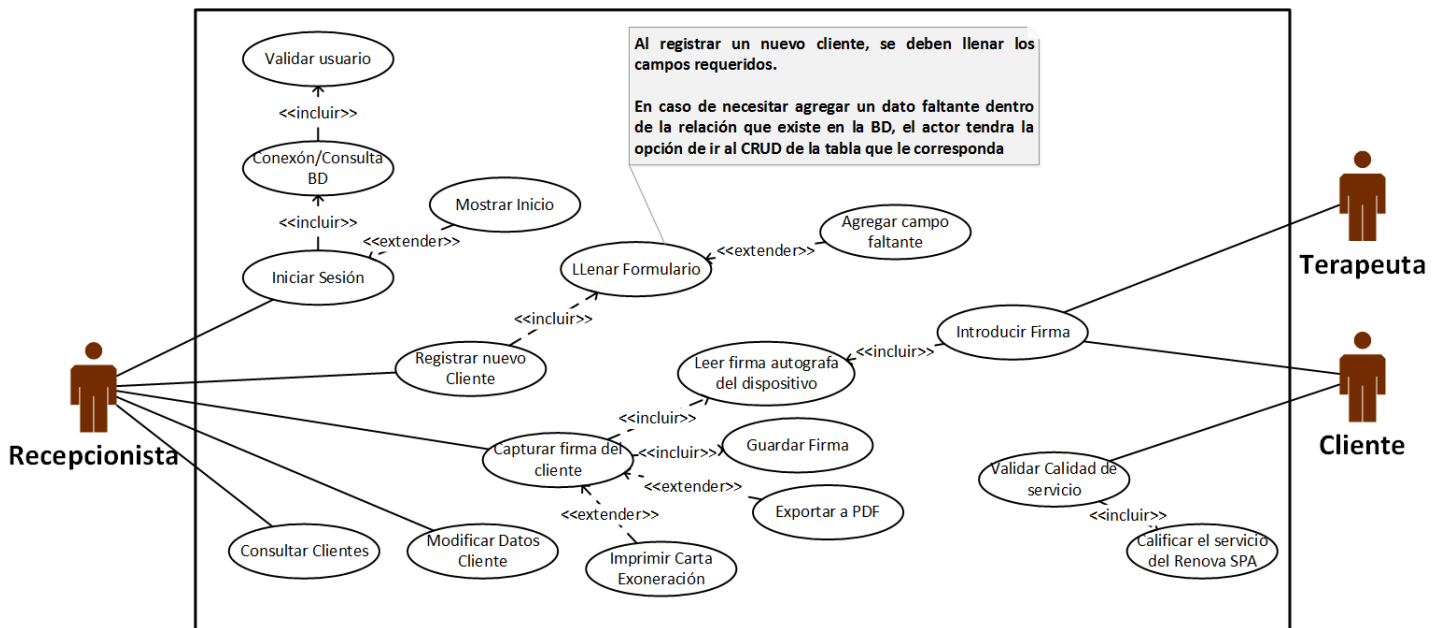 Validar usuario
<<incluir>>
Conexón/Consulta
BD
<<incluir>>
Mostrar Inicio
<<extender>>
Iniciar Sesión
Al registrar un nuevo cliente, se deben llenar los
campos requeridos.
En caso de necesitar agregar un dato faltante dentro
de la relación que existe en la BD, el actor tendra la
opción de ir al CRUD de la tabla que le corresponda
Agregar campo
faltante
<<extender>>
LLenar Formulario
<<incluir>>
Registrar nuevo
Cliente
Terapeuta
Introducir Firma
<<incluir>>
Leer firma autografa
del dispositivo
<<incluir>>
Recepcionista
Capturar firma del
cliente
<<incluir>>
Guardar Firma
<<extender>>
Exportar a PDF
<<extender>>
Imprimir Carta
Exoneración
Cliente
Validar Calidad de
servicio
<<incluir>>
Calificar el servicio
del Renova SPA
Consultar Clientes
Modificar Datos
Cliente